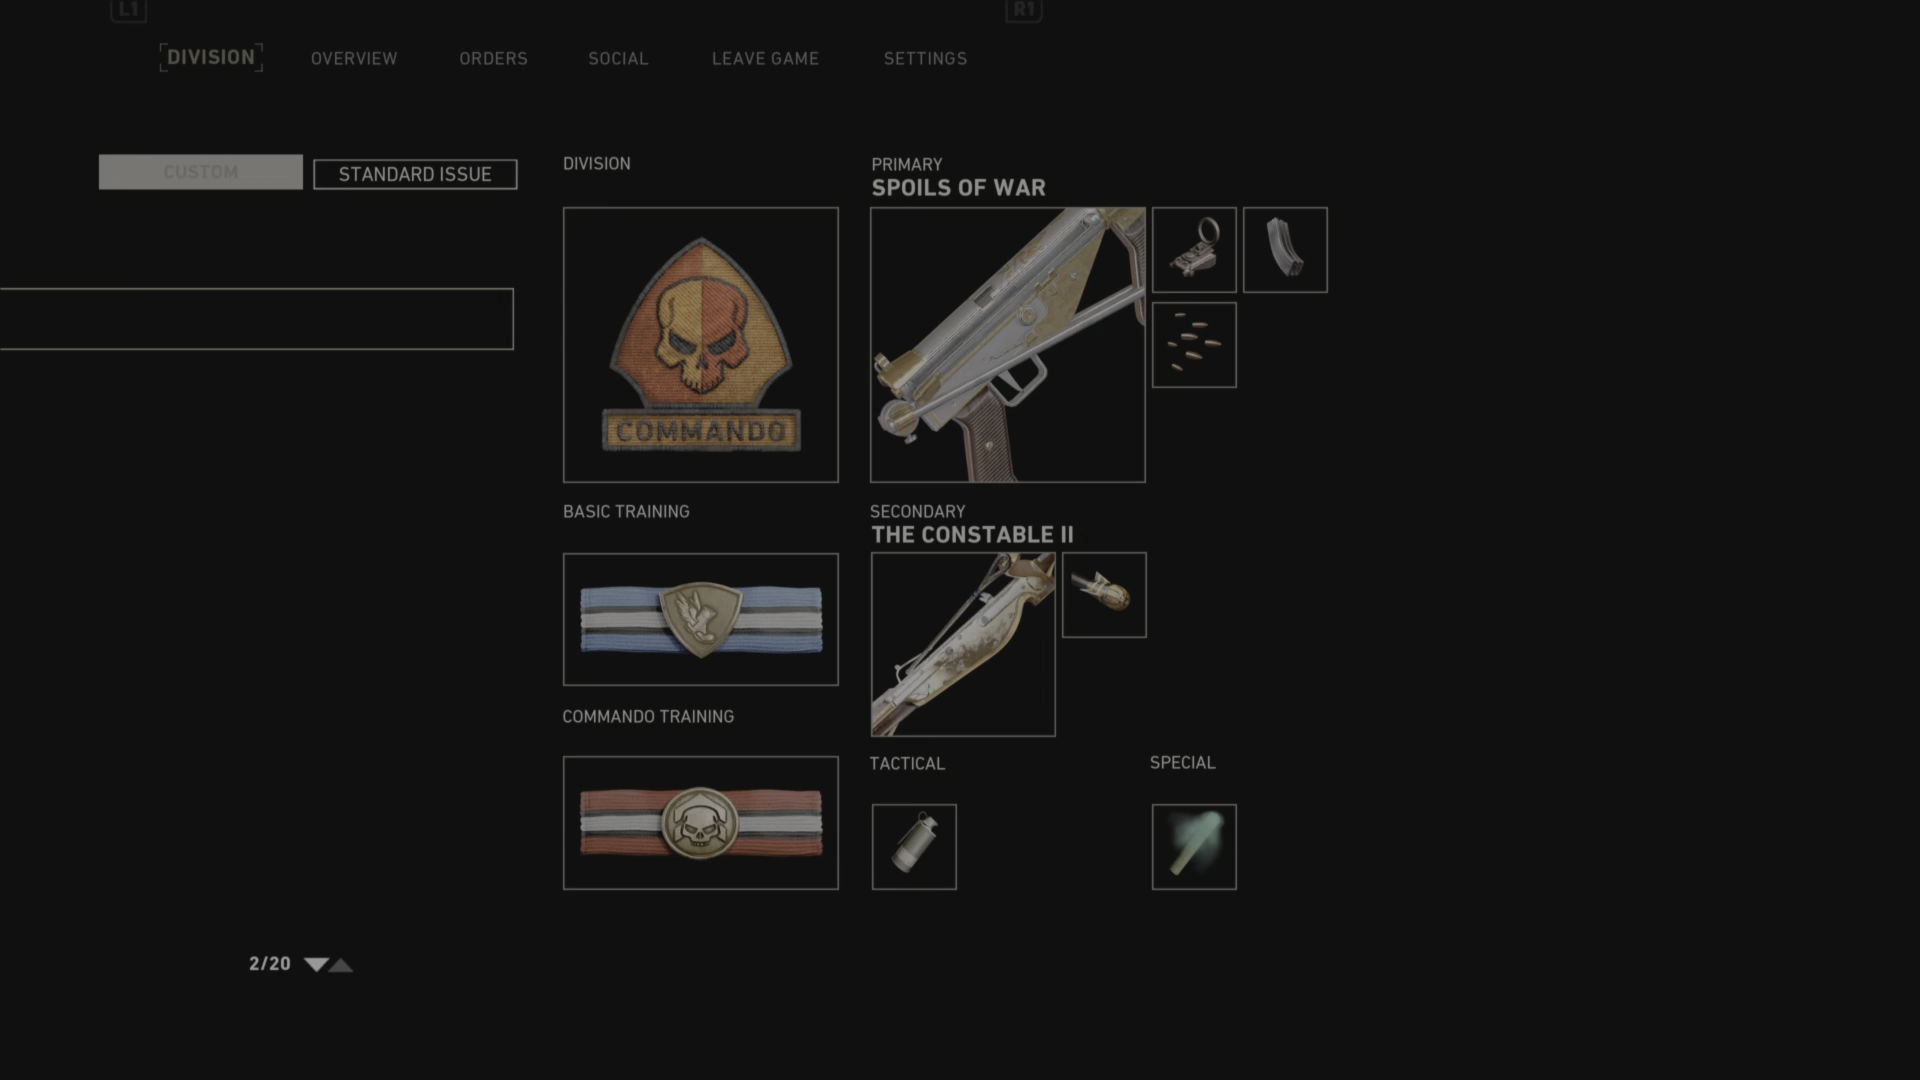 L1
R1
DIVISION
OVERVIEW
ORDERS
SOCIAL
LEAVE GAME
SETTINGS
CUSTOM
STANDARD ISSUE
DIVISION
COMMANDO
PRIMARY
SPOILS OF WAR
BASIC TRAINING
SECONDARY
THE CONSTABLE II
COMMANDO TRAINING
TACTICAL
SPECIAL
2/20